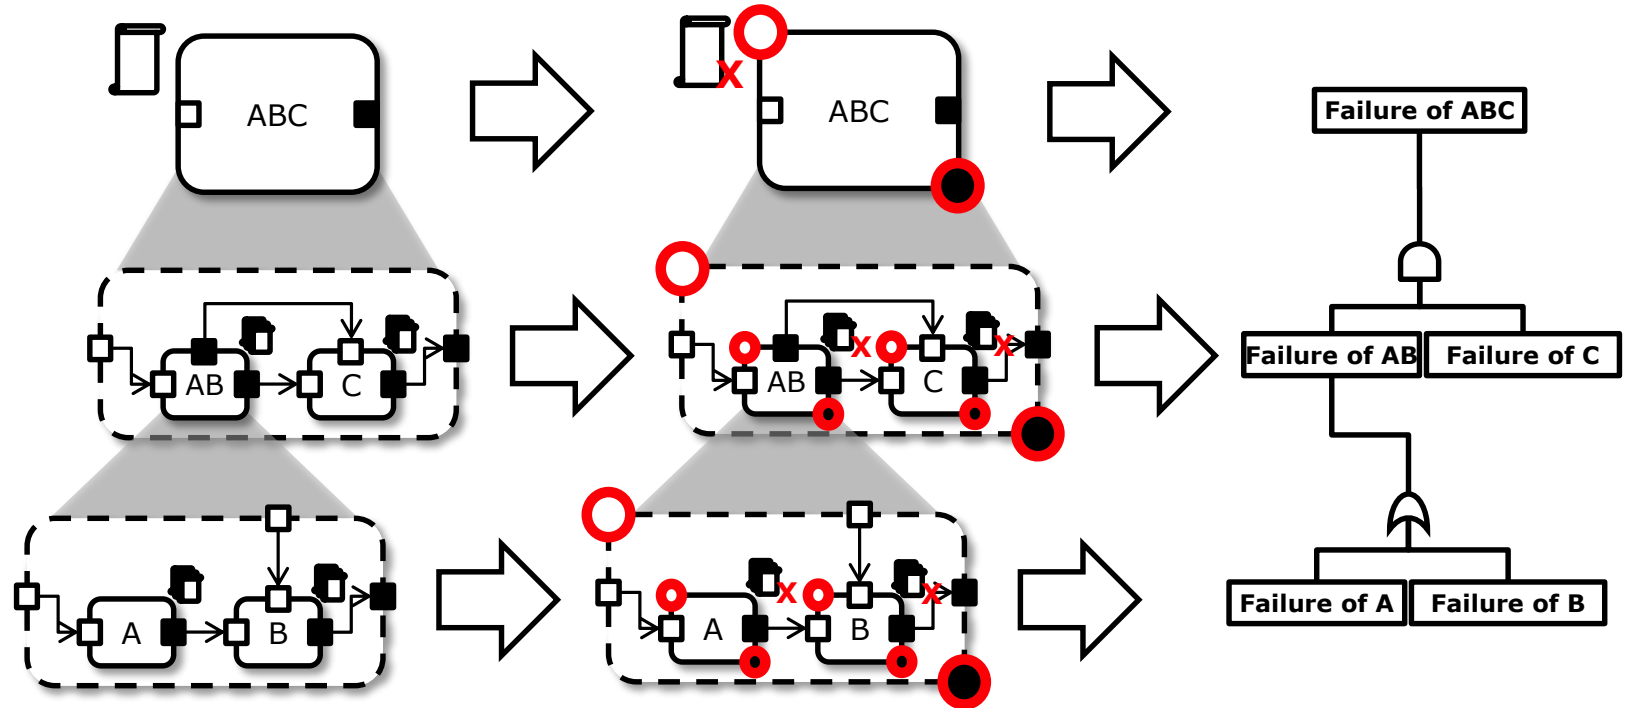 ABC
X
ABC
Failure of ABC
AB
C
AB
X
C
X
Failure of AB
Failure of C
A
B
A
X
B
X
Failure of A
Failure of B